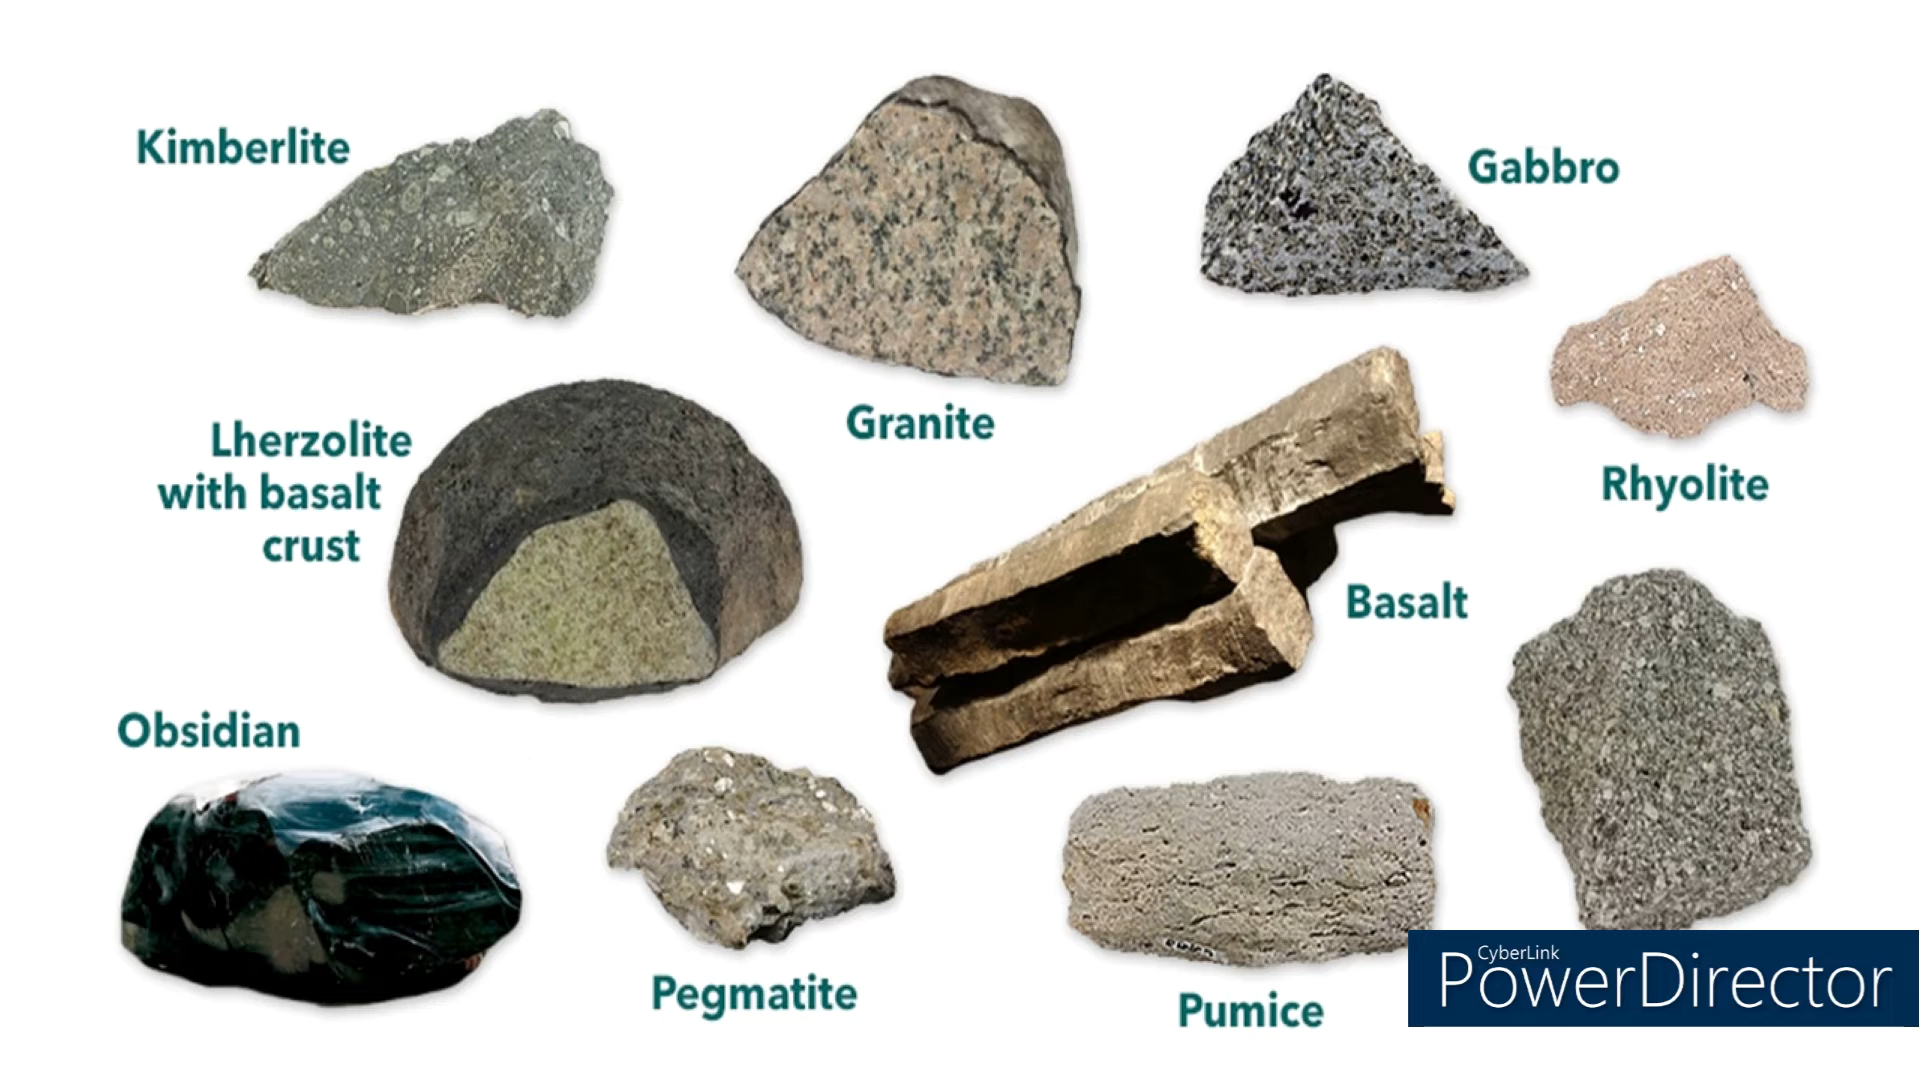 Kimberlite
Granite
Gabbro
Rhyolite
Lherzolite
with basalt
crust
Basalt
Obsidian
Pegmatite
Pumice
CyberLink
PowerDirector